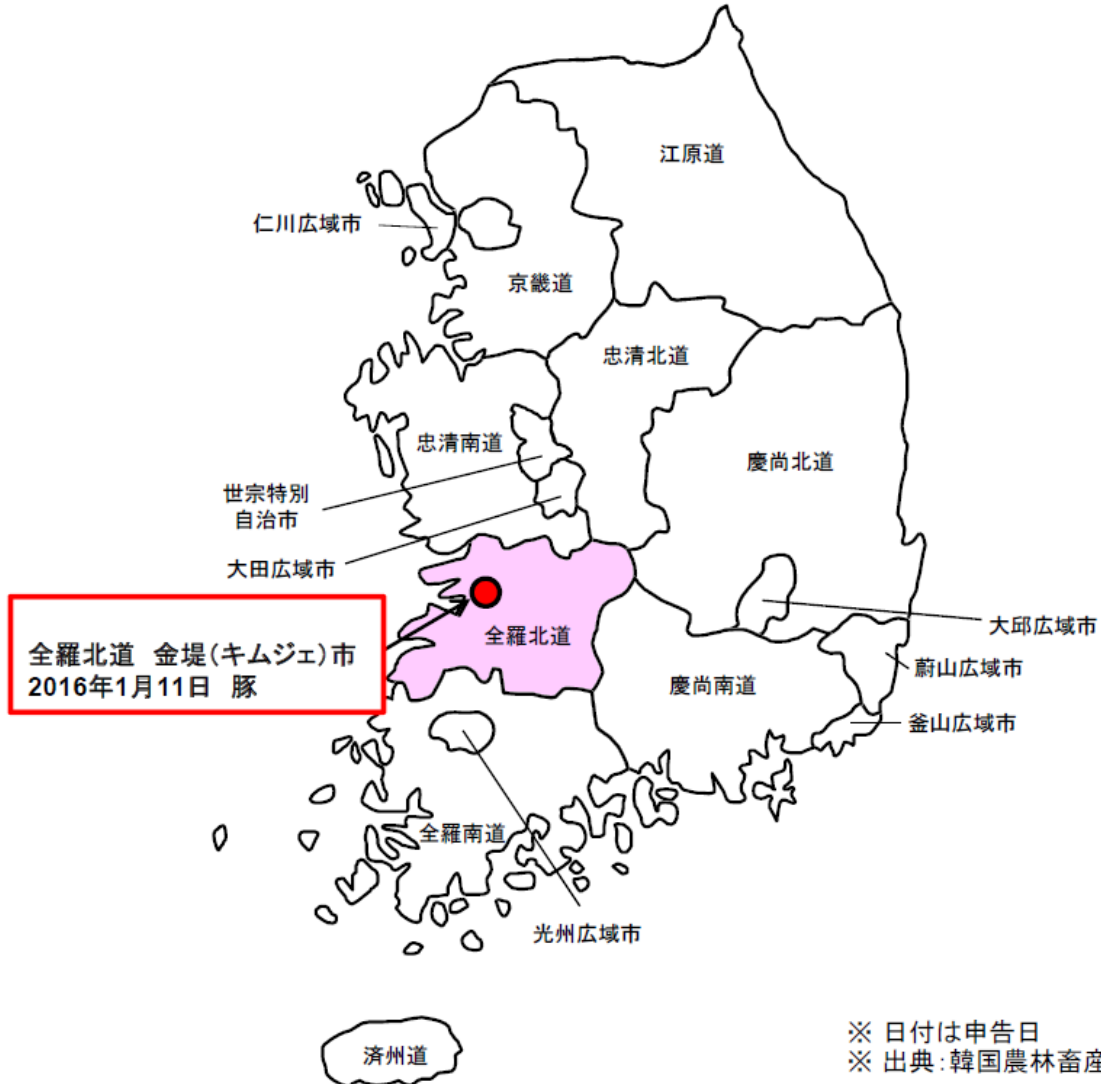 江原道
仁川広域市
京畿道
忠清北道
忠清南道
慶尚北道
世宗特別
自治市
大田広域市
全羅北道 金堤(キムジェ)市
2016年1月11日 豚
全羅北道
大邱広域市
蔚山広域市
慶尚南道
釜山広域市
全羅南道
光州広域市
済州道
※ 日付は申告日
※ 出典:韓国農林畜産